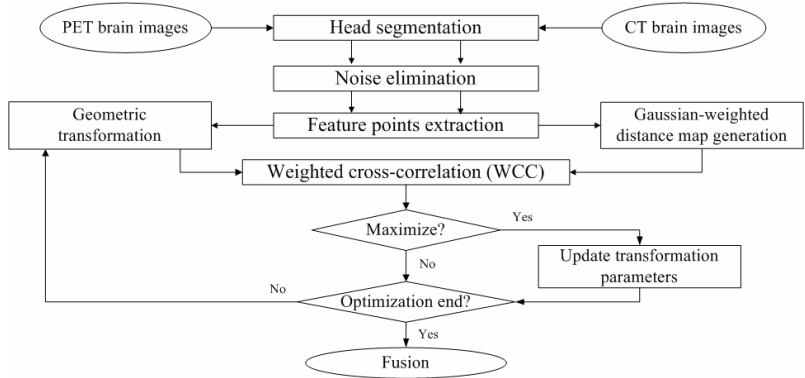 PET brain images
Head segmentation
CT brain images
Noise elimination
Geometric
transformation
Feature points extraction
Gaussian-weighted
distance map generation
Weighted cross-correlation (WCC)
Maximize?
Yes
Update transformation
parameters
No
No
Optimization end?
Yes
Fusion